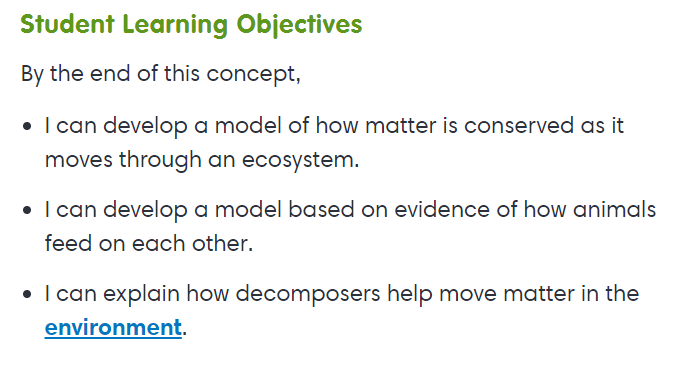 Student Learning Objectives
By the end of this concept,
• I can develop a model of how matter is conserved as it
moves through an ecosystem.
• I can develop a model based on evidence of how animals
feed on each other.
• I can explain how decomposers help move matter in the
environment.